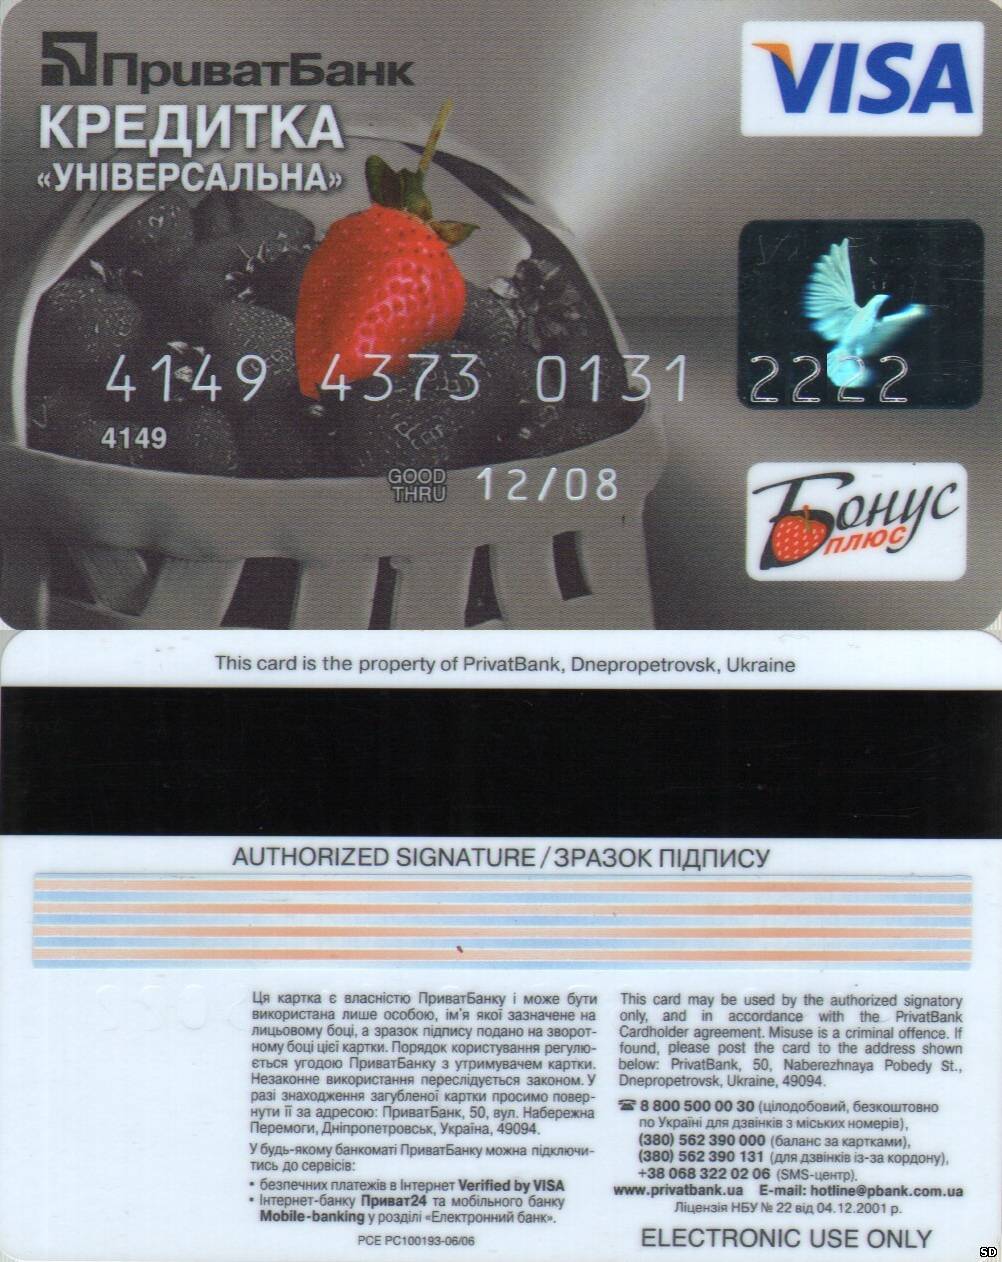 ПриватБанк
КРЕДИТКА
«УНІВЕРСАЛЬНА»
VISA
4149 4373 0131 2222
4149
GOOD
THRU
12/08
Бонус
плюс
This card is the property of PrivatBank, Dnepropetrovsk, Ukraine
AUTHORIZED SIGNATURE/ЗРАЗОК ПІДПИСУ
Ця картка є власністю ПриватБанку і може бути
використана лише особою, ім'я якої зазначене на
лицьовому боці, а зразок підпису подано на зворот-
ному боці цієї картки. Порядок користування регулю-
ється угодою ПриватБанку з утримувачем картки.
Незаконне використання переслідується законом. У
разі знаходження загубленої картки просимо повер-
нути її за адресою: ПриватБанк, 50, вул. Набережна
Перемоги, Дніпропетровськ, Україна, 49094.
У будь-якому банкоматі ПриватБанку можна підключи-
тись до сервісів:
• безпечних платежів в Інтернет Verified by VISA
• Інтернет-банку Приват24 та мобільного банку
Mobile-banking у розділі «Електронний банк».
PCE PC100193-06/06
This card may be used by the authorized signatory
only, and in accordance with the PrivatBank
Cardholder agreement. Misuse is a criminal offence. If
found, please post the card to the address shown
below: PrivatBank, 50, Naberezhnaya Pobedy St.,
Dnepropetrovsk, Ukraine, 49094.
☎ 8 800 500 00 30 (цілодобовий, безкоштовно
по Україні для дзвінків з міських номерів),
(380) 562 390 000 (баланс за картками),
(380) 562 390 131 (для дзвінків із-за кордону),
+38 068 322 02 06 (SMS-центр).
www.privatbank.ua E-mail: hotline@pbank.com.ua
Ліцензія НБУ № 22 від 04.12.2001 р.
ELECTRONIC USE ONLY
SD